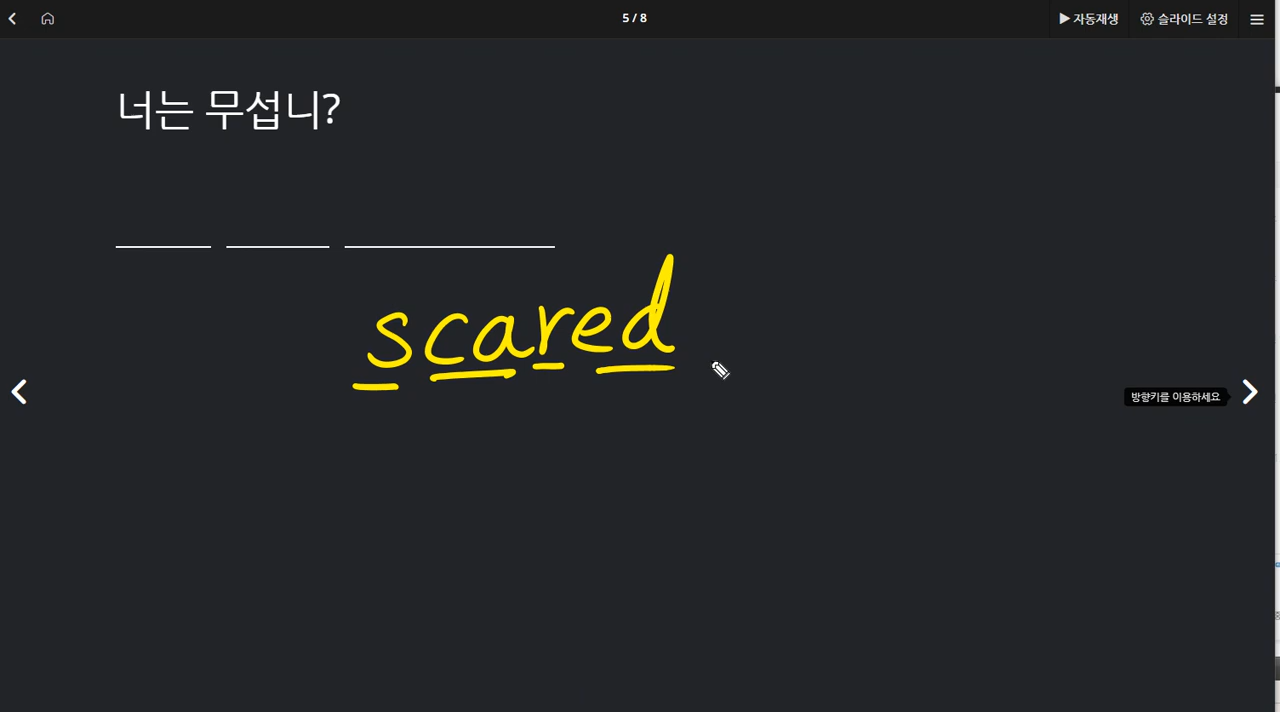 5 / 8
▶ 자동재생
슬라이드 설정
너는 무섭니?
scared
방향키를 이용하세요